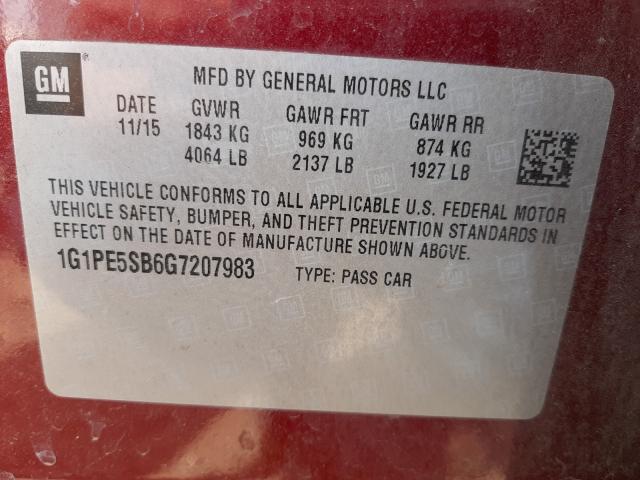 GM
MFD BY GENERAL MOTORS LLC
DATE GVWR GAWR FRT GAWR RR
11/15 1843 KG 969 KG 874 KG
4064 LB 2137 LB 1927 LB
THIS VEHICLE CONFORMS TO ALL APPLICABLE U.S. FEDERAL MOTOR
VEHICLE SAFETY, BUMPER, AND THEFT PREVENTION STANDARDS IN
EFFECT ON THE DATE OF MANUFACTURE SHOWN ABOVE.
1G1PE5SB6G7207983 TYPE: PASS CAR